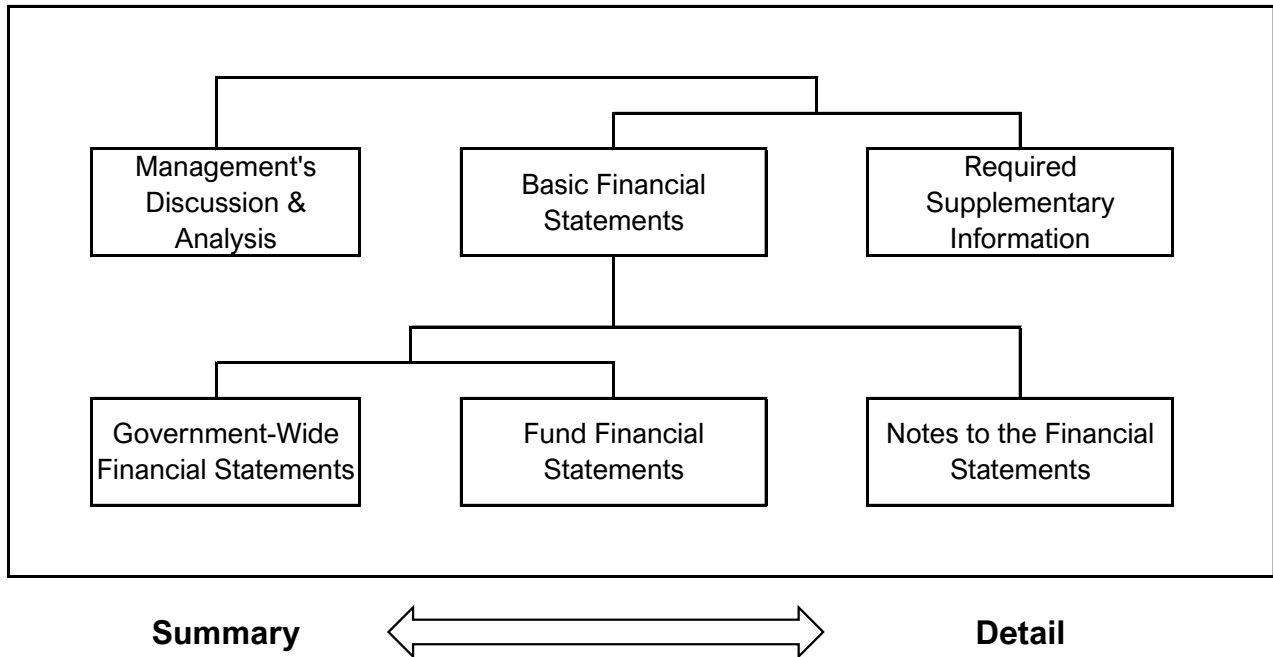 Management's
Discussion &
Analysis
Basic Financial
Statements
Required
Supplementary
Information
Government-Wide
Financial Statements
Fund Financial
Statements
Notes to the Financial
Statements
Summary
Detail